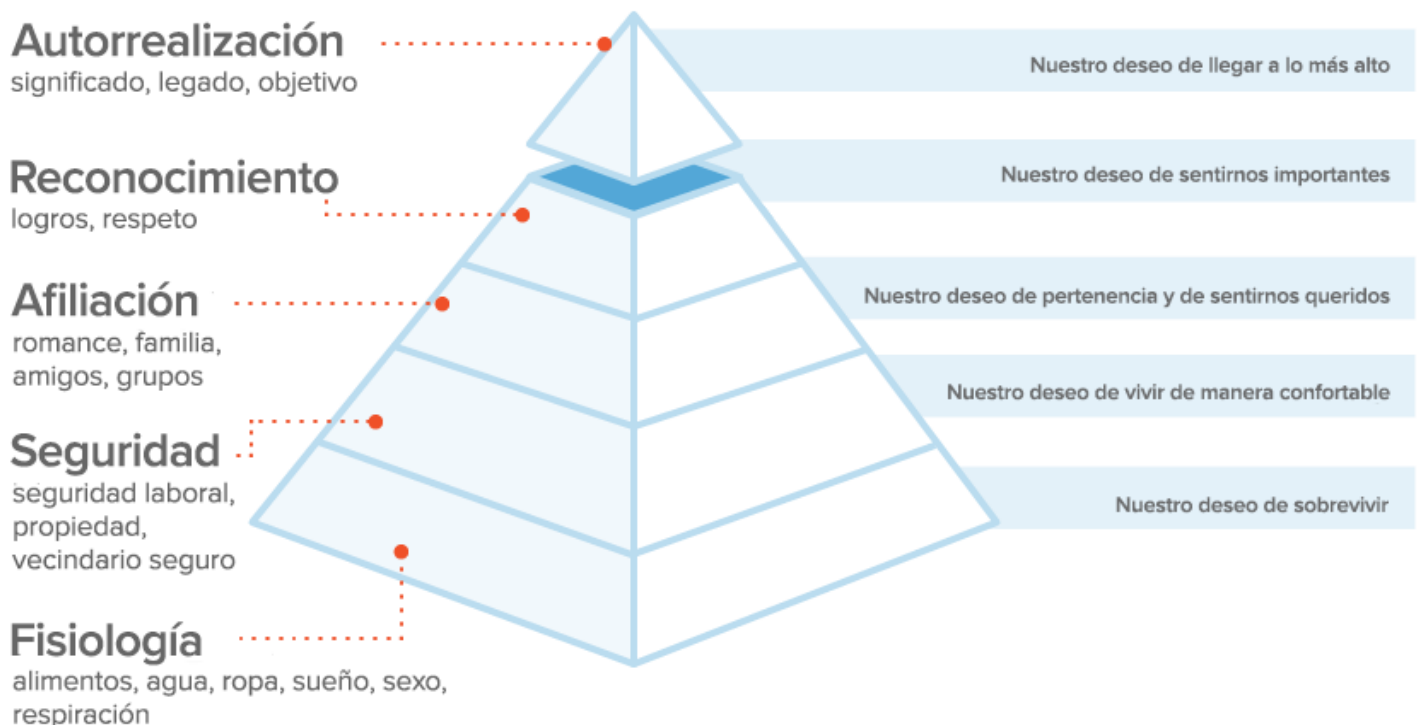 Autorrealización
significado, legado, objetivo
Nuestro deseo de llegar a lo más alto
Reconocimiento
logros, respeto
Nuestro deseo de sentirnos importantes
Afiliación
romance, familia,
amigos, grupos
Nuestro deseo de pertenencia y de sentirnos queridos
Seguridad
seguridad laboral,
propiedad,
vecindario seguro
Nuestro deseo de vivir de manera confortable
Fisiología
alimentos, agua, ropa, sueño, sexo,
respiración
Nuestro deseo de sobrevivir